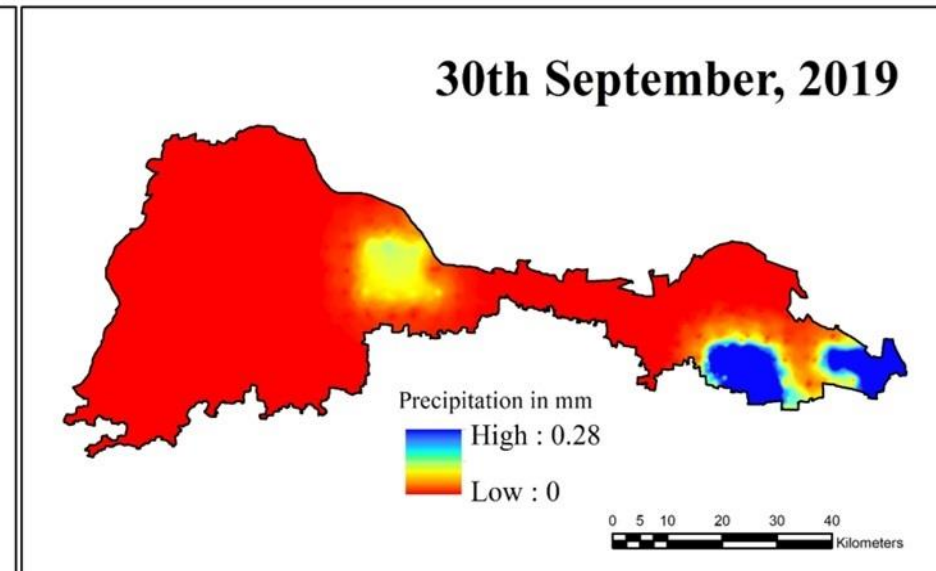 30th September, 2019
Precipitation in mm
High : 0.28
Low : 0
0 5 10 20 30 40
Kilometers